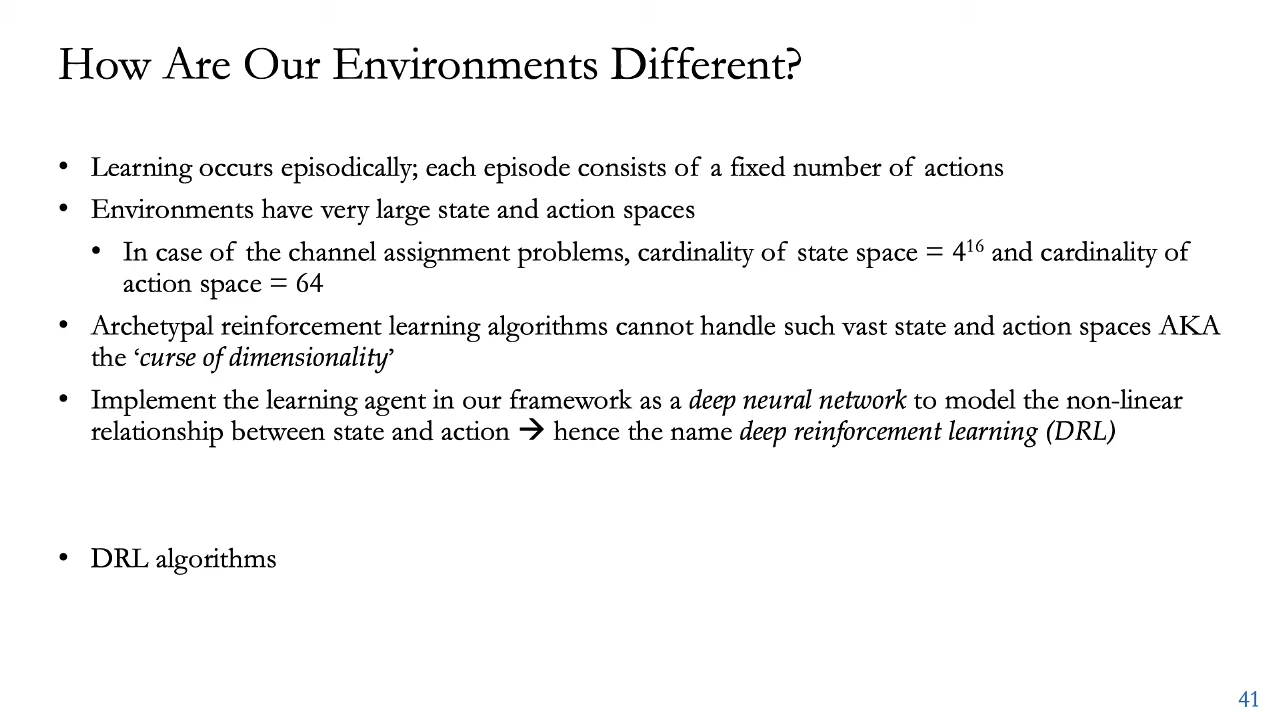 How Are Our Environments Different?
• Learning occurs episodically; each episode consists of a fixed number of actions
• Environments have very large state and action spaces
• In case of the channel assignment problems, cardinality of state space = 4¹⁶ and cardinality of
action space = 64
• Archetypal reinforcement learning algorithms cannot handle such vast state and action spaces AKA
the ‘curse of dimensionality’
• Implement the learning agent in our framework as a deep neural network to model the non-linear
relationship between state and action ➔ hence the name deep reinforcement learning (DRL)
• DRL algorithms
41